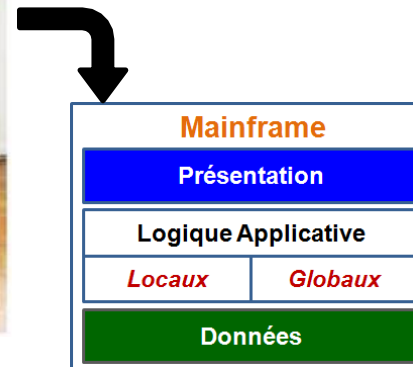 Mainframe
Présentation
Logique Applicative
Locaux Globaux
Données